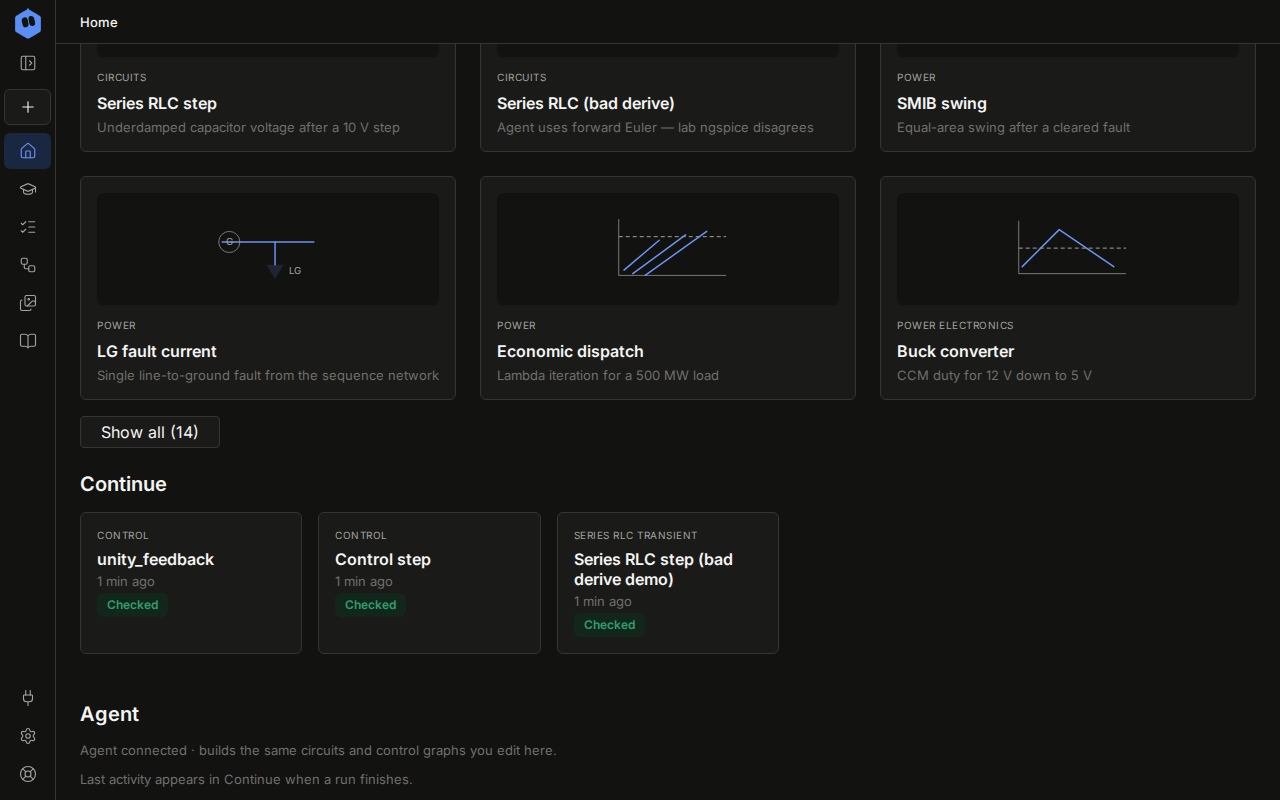 Home
CIRCUITS
Series RLC step
Underdamped capacitor voltage after a 10 V step
CIRCUITS
Series RLC (bad derive)
Agent uses forward Euler — lab ngspice disagrees
POWER
SMIB swing
Equal-area swing after a cleared fault
G
LG
POWER
LG fault current
Single line-to-ground fault from the sequence network
POWER
Economic dispatch
Lambda iteration for a 500 MW load
POWER ELECTRONICS
Buck converter
CCM duty for 12 V down to 5 V
Show all (14)
Continue
CONTROL
unity_feedback
1 min ago
Checked
CONTROL
Control step
1 min ago
Checked
SERIES RLC TRANSIENT
Series RLC step (bad
derive demo)
1 min ago
Checked
Agent
Agent connected · builds the same circuits and control graphs you edit here.
Last activity appears in Continue when a run finishes.